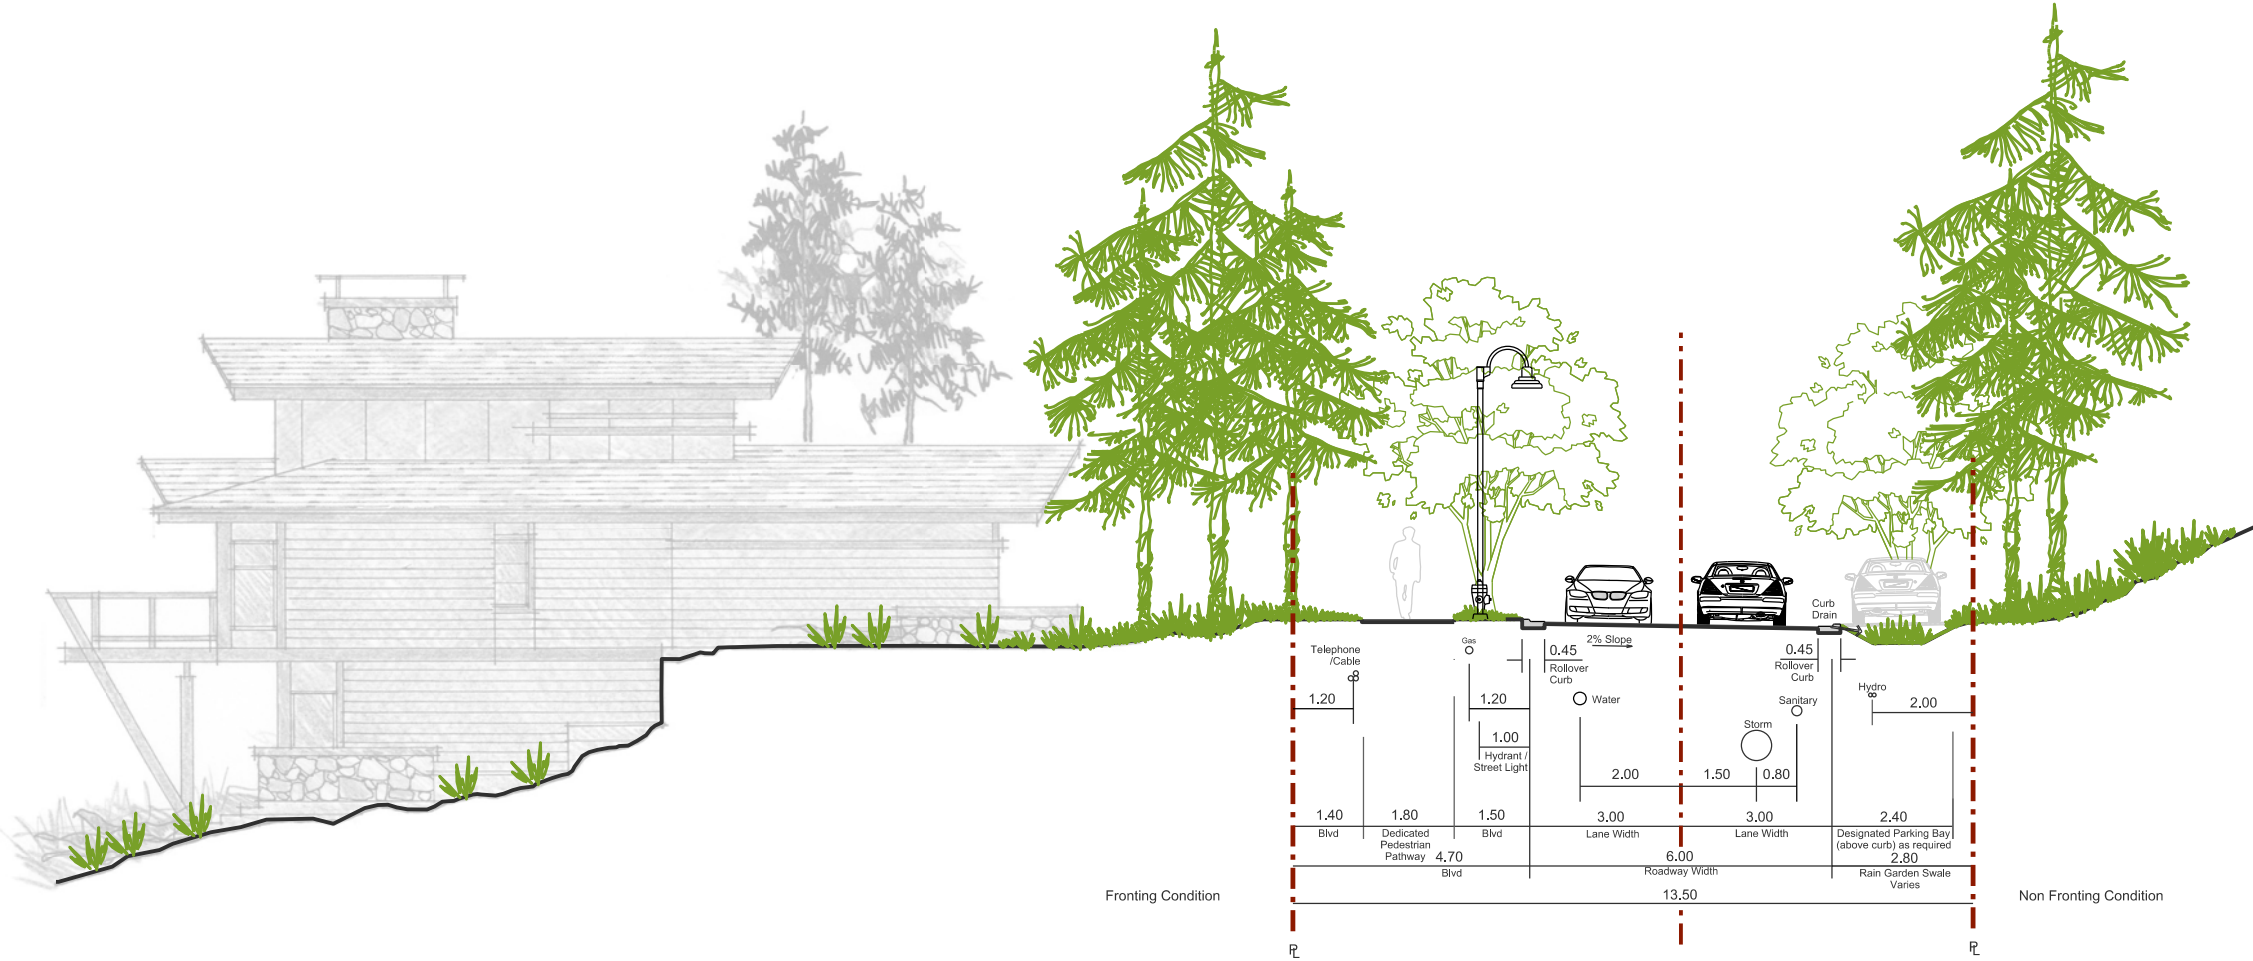 Curb
Drain
Gas
2% Slope
Telephone
/Cable
0.45
Rollover
Curb
0.45
Rollover
Curb
Hydro
1.20
1.20
Water
Sanitary
2.00
Storm
1.00
Hydrant /
Street Light
2.00
1.50
0.80
1.40
Blvd
1.80
Dedicated
Pedestrian
Pathway
1.50
Blvd
3.00
Lane Width
3.00
Lane Width
2.40
Designated Parking Bay
(above curb) as required
4.70
Blvd
6.00
Roadway Width
2.80
Rain Garden Swale
Varies
Fronting Condition
13.50
Non Fronting Condition
PL
PL